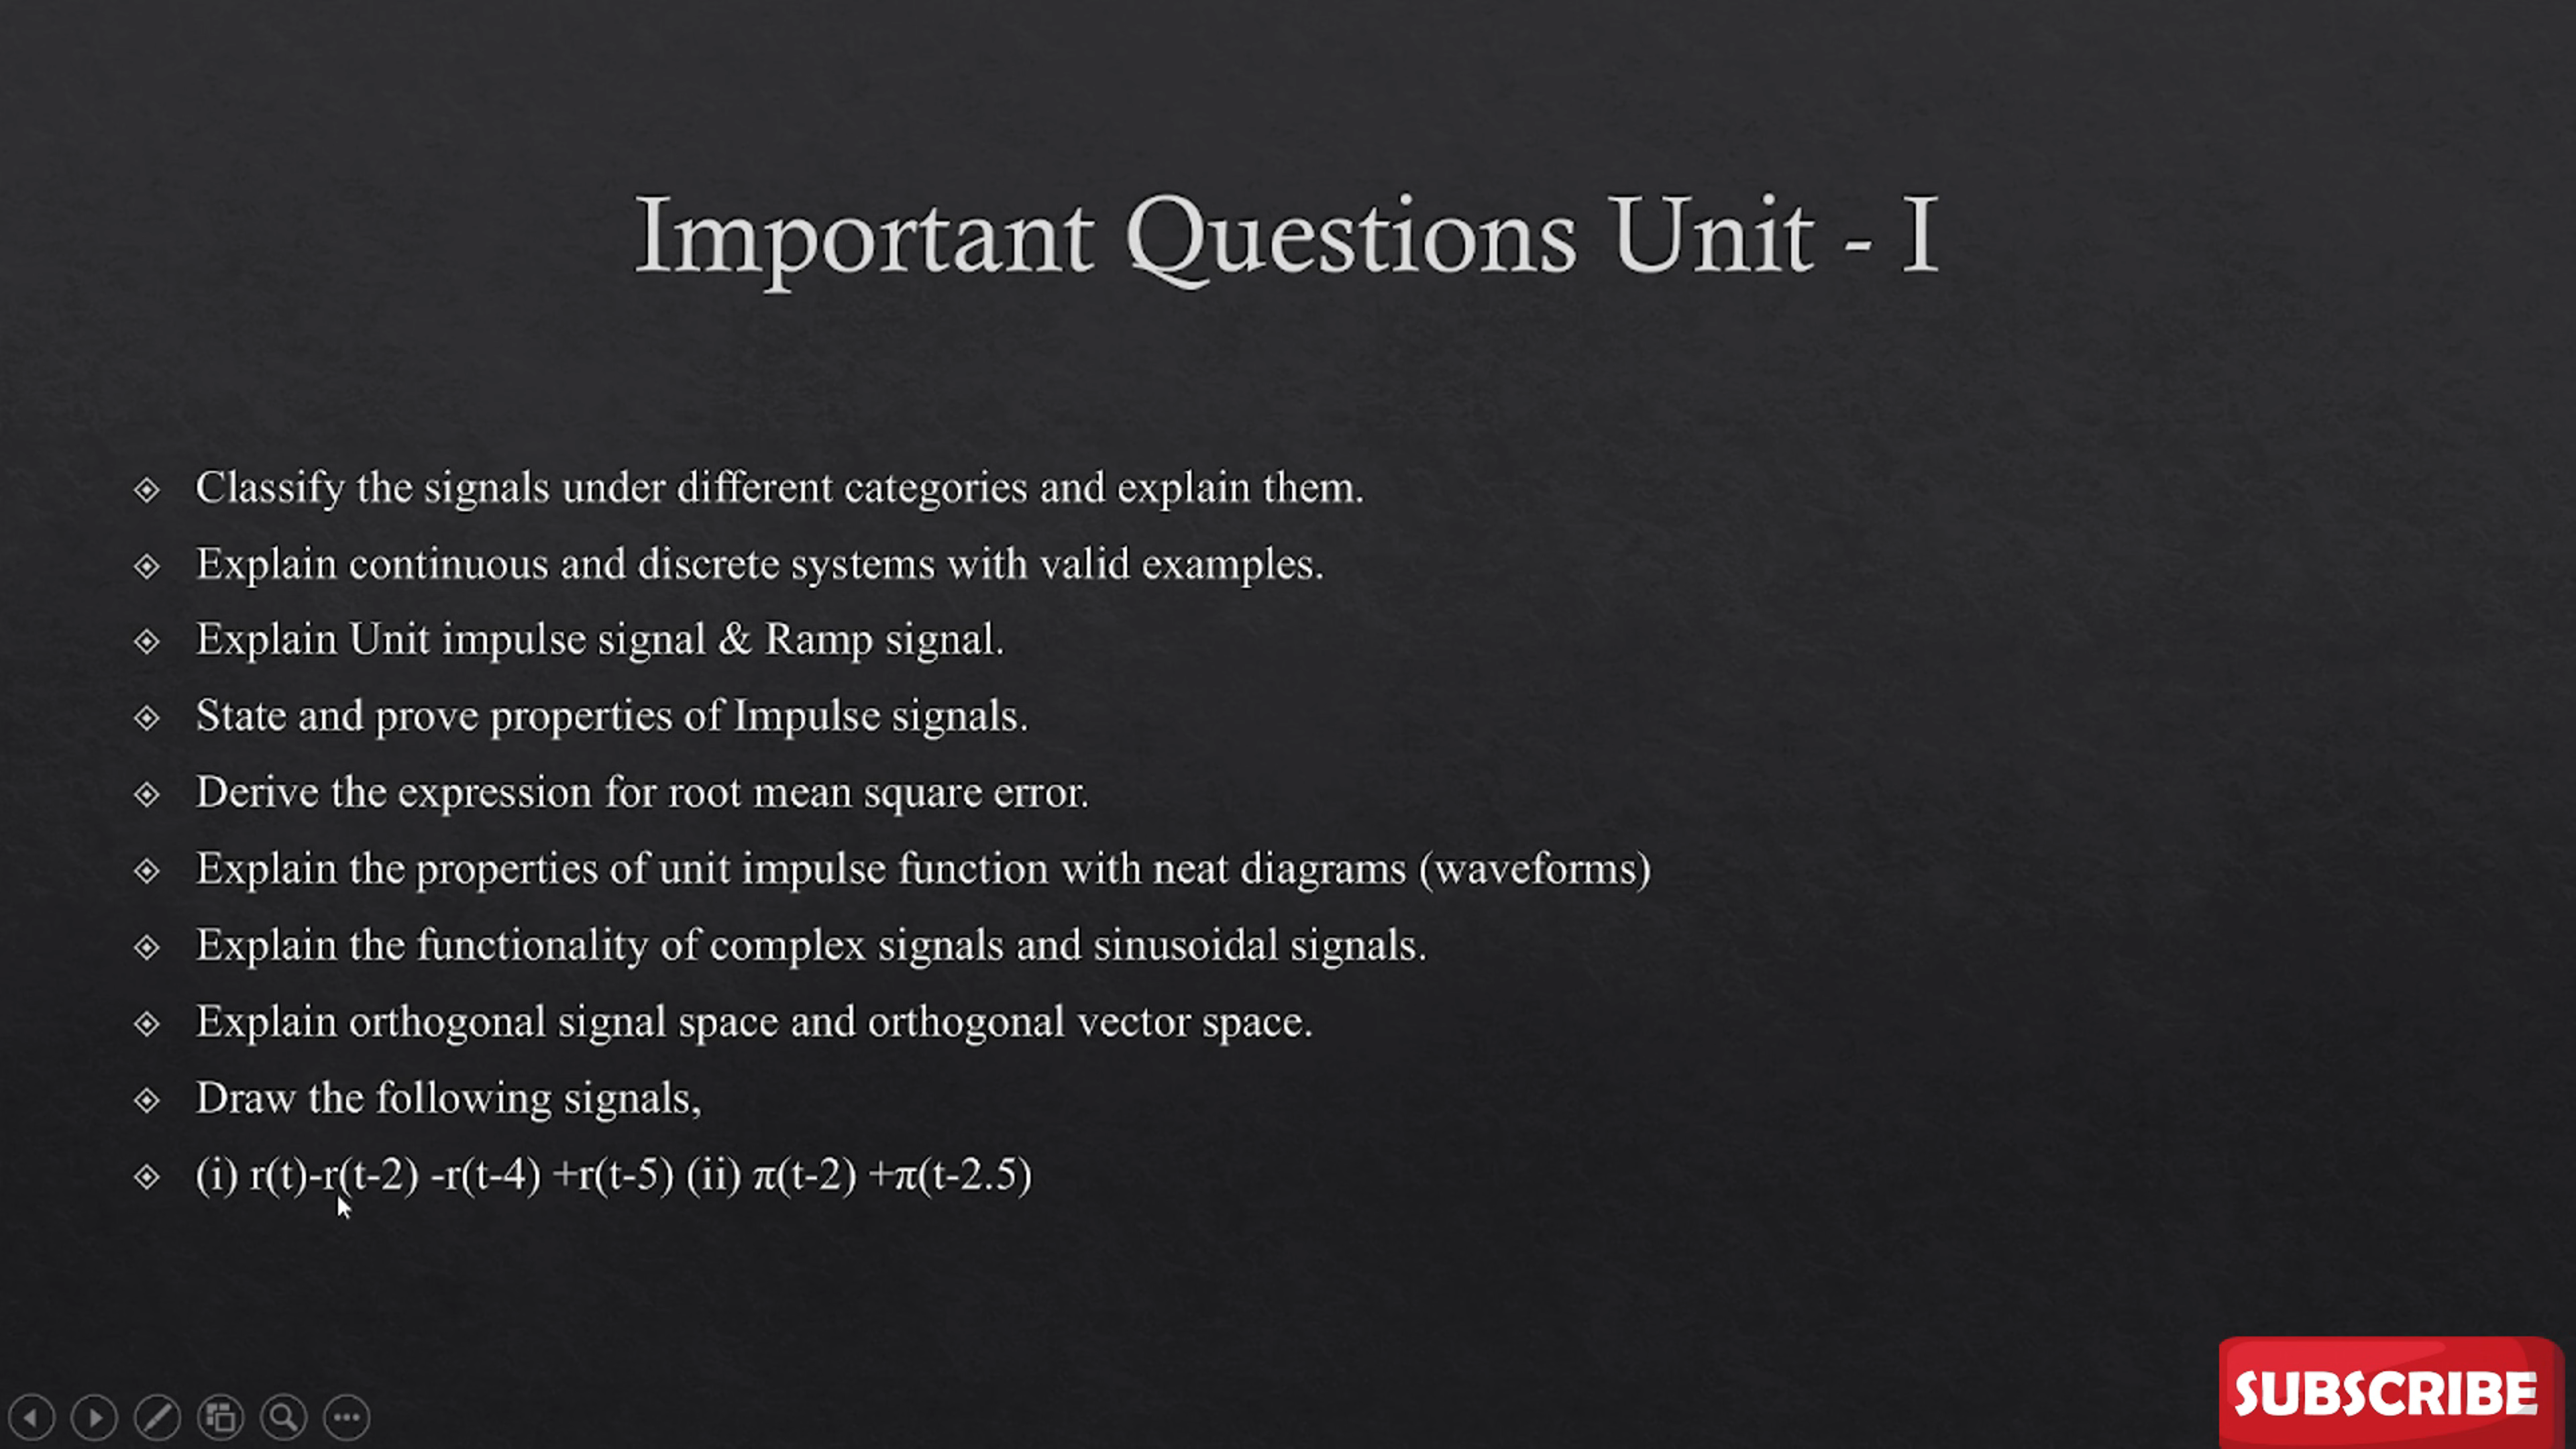 Important Questions Unit - I
Classify the signals under different categories and explain them.
Explain continuous and discrete systems with valid examples.
Explain Unit impulse signal & Ramp signal.
State and prove properties of Impulse signals.
Derive the expression for root mean square error.
Explain the properties of unit impulse function with neat diagrams (waveforms)
Explain the functionality of complex signals and sinusoidal signals.
Explain orthogonal signal space and orthogonal vector space.
Draw the following signals,
(i) r(t)-r(t-2) -r(t-4) +r(t-5) (ii) π(t-2) +π(t-2.5)
SUBSCRIBE